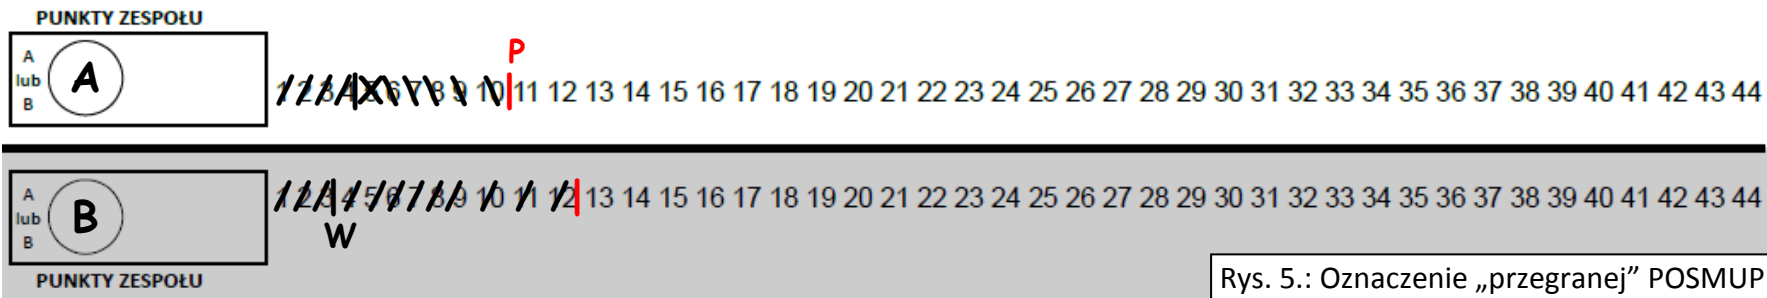 PUNKTY ZESPOŁU
A
lub
B
A
P
1 2 3 4 5 6 7 8 9 10 11 12 13 14 15 16 17 18 19 20 21 22 23 24 25 26 27 28 29 30 31 32 33 34 35 36 37 38 39 40 41 42 43 44
A
lub
B
B
1 2 3 4 5 6 7 8 9 10 11 12 13 14 15 16 17 18 19 20 21 22 23 24 25 26 27 28 29 30 31 32 33 34 35 36 37 38 39 40 41 42 43 44
W
PUNKTY ZESPOŁU
Rys. 5.: Oznaczenie „przegranej” POSMUP